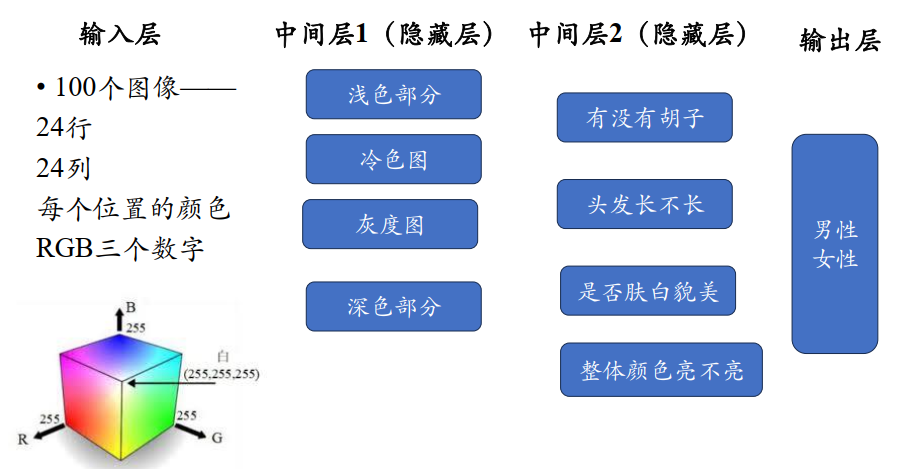 输入层
• 100个图像——
24行
24列
每个位置的颜色
RGB三个数字
B
255
白
(255,255,255)
255
R
255
G
中间层1（隐藏层）
浅色部分
冷色图
灰度图
深色部分
中间层2（隐藏层）
有没有胡子
头发长不长
是否肤白貌美
整体颜色亮不亮
输出层
男性
女性